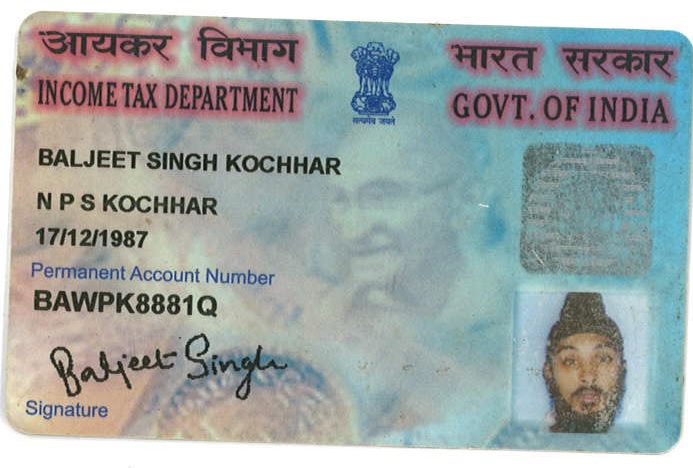 आयकर विभाग
INCOME TAX DEPARTMENT
भारत सरकार
GOVT. OF INDIA
सत्यमेव जयते
BALJEET SINGH KOCHHAR
N P S KOCHHAR
17/12/1987
Permanent Account Number
BAWPK8881Q
Baljeet Singh
Signature